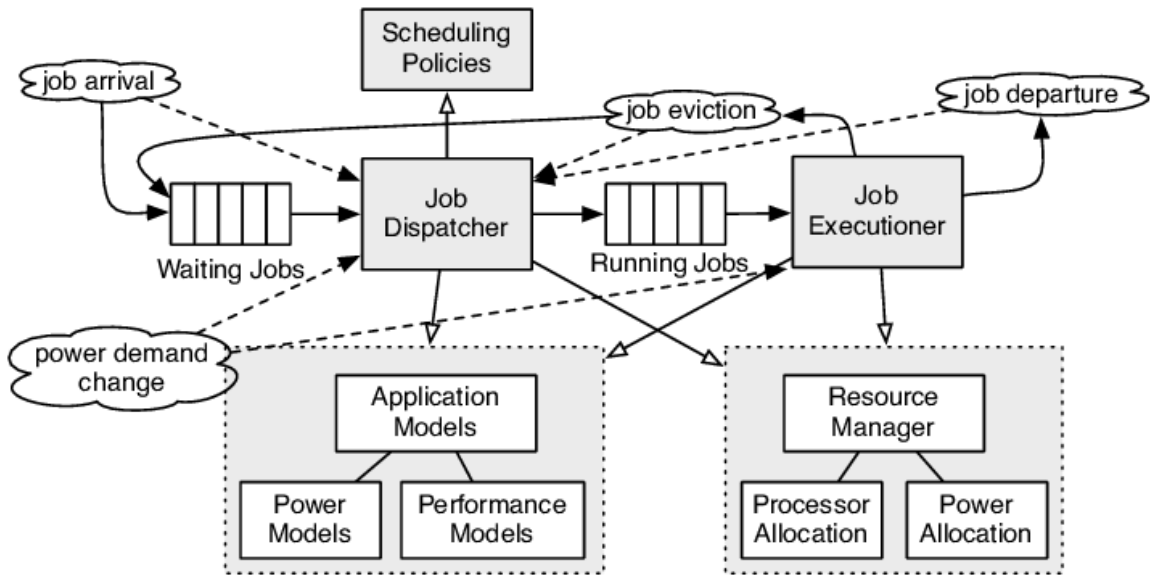 Scheduling
Policies
job arrival
job eviction
job departure
Job
Dispatcher
Job
Executioner
Waiting Jobs
Running Jobs
power demand
change
Application
Models
Resource
Manager
Power
Models
Performance
Models
Processor
Allocation
Power
Allocation